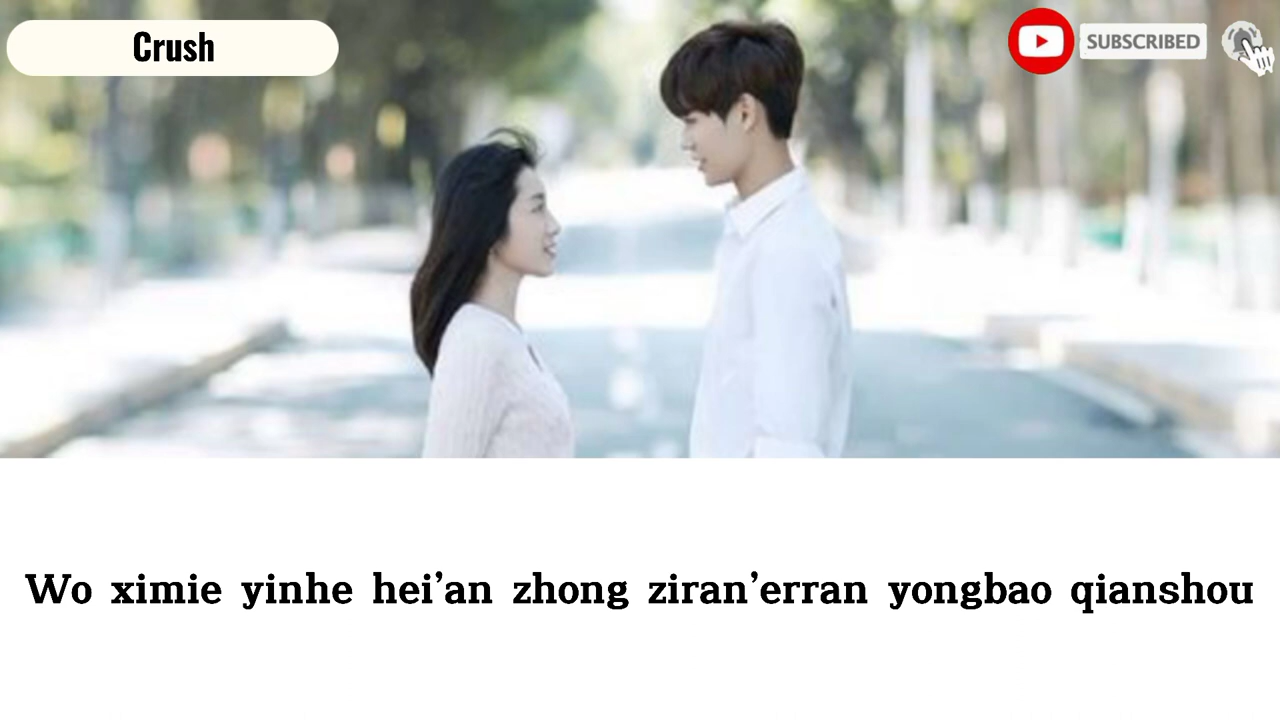 Crush
SUBSCRIBED
Wo ximie yinhe hei’an zhong ziran’erran yongbao qianshou